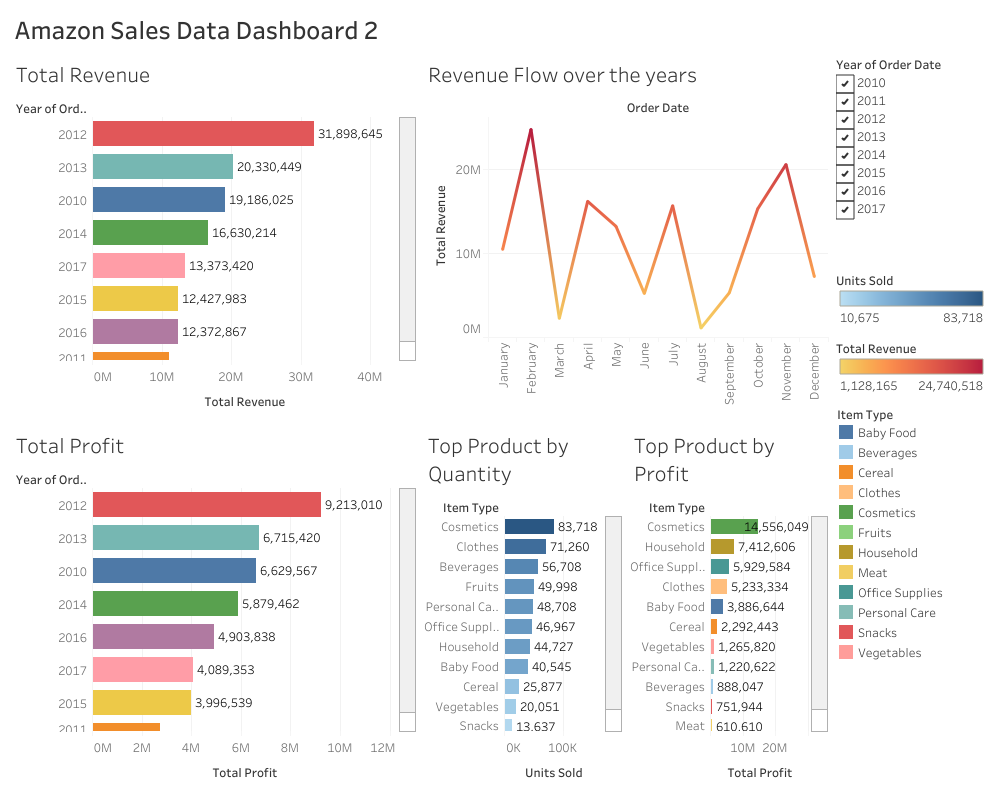 Amazon Sales Data Dashboard 2
Total Revenue
Year of Ord..
2012 31,898,645
2013 20,330,449
2010 19,186,025
2014 16,630,214
2017 13,373,420
2015 12,427,983
2016 12,372,867
2011
0M 10M 20M 30M 40M
Total Revenue
Revenue Flow over the years
Order Date
Total Revenue
20M
10M
0M
January
February
March
April
May
June
July
August
September
October
November
December
Year of Order Date
2010
2011
2012
2013
2014
2015
2016
2017
Units Sold
10,675 83,718
Total Revenue
1,128,165 24,740,518
Item Type
Baby Food
Beverages
Cereal
Clothes
Cosmetics
Fruits
Household
Meat
Office Supplies
Personal Care
Snacks
Vegetables
Total Profit
Year of Ord..
2012 9,213,010
2013 6,715,420
2010 6,629,567
2014 5,879,462
2016 4,903,838
2017 4,089,353
2015 3,996,539
2011
0M 2M 4M 6M 8M 10M 12M
Total Profit
Top Product by
Quantity
Item Type
Cosmetics 83,718
Clothes 71,260
Beverages 56,708
Fruits 49,998
Personal Ca.. 48,708
Office Suppl.. 46,967
Household 44,727
Baby Food 40,545
Cereal 25,877
Vegetables 20,051
Snacks 13,637
0K 100K
Units Sold
Top Product by
Profit
Item Type
Cosmetics 14,556,049
Household 7,412,606
Office Suppl.. 5,929,584
Clothes 5,233,334
Baby Food 3,886,644
Cereal 2,292,443
Vegetables 1,265,820
Personal Ca.. 1,220,622
Beverages 888,047
Snacks 751,944
Meat 610,610
10M 20M
Total Profit